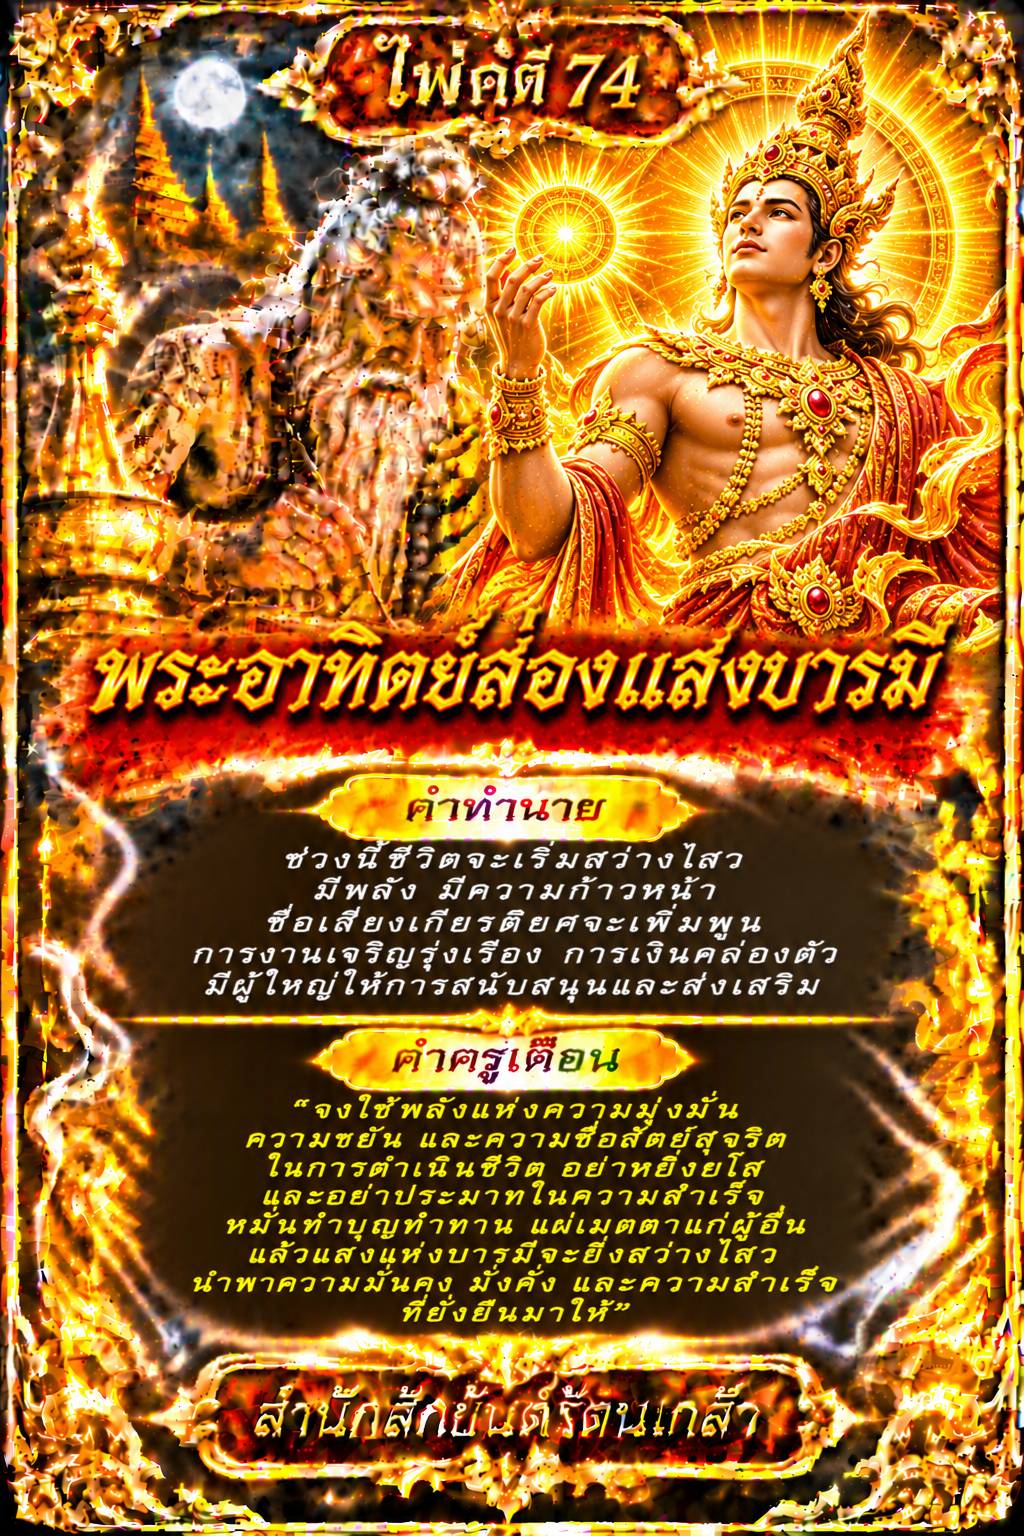 ไพ่คดี 74
พระอาทิตย์ส่องแสงบารมี
คำทำนาย
ช่วงนี้ชีวิตจะเริ่มสว่างไสว
มีพลัง มีความก้าวหน้า
ชื่อเสียงเกียรติยศจะเพิ่มพูน
การงานเจริญรุ่งเรือง การเงินคล่องตัว
มีผู้ใหญ่ให้การสนับสนุนและส่งเสริม
คำครูเตือน
“จงใช้พลังแห่งความมุ่งมั่น
ความขยัน และความซื่อสัตย์สุจริต
ในการดำเนินชีวิต อย่าหยิ่งยโส
และอย่าประมาทในความสำเร็จ
หมั่นทำบุญทำทาน แผ่เมตตาแก่ผู้อื่น
แล้วแสงแห่งบารมีจะยิ่งสว่างไสว
นำพาความมั่นคง มั่งคั่ง และความสำเร็จ
ที่ยั่งยืนมาให้”
สำนักสักยันต์รัตนเกล้า